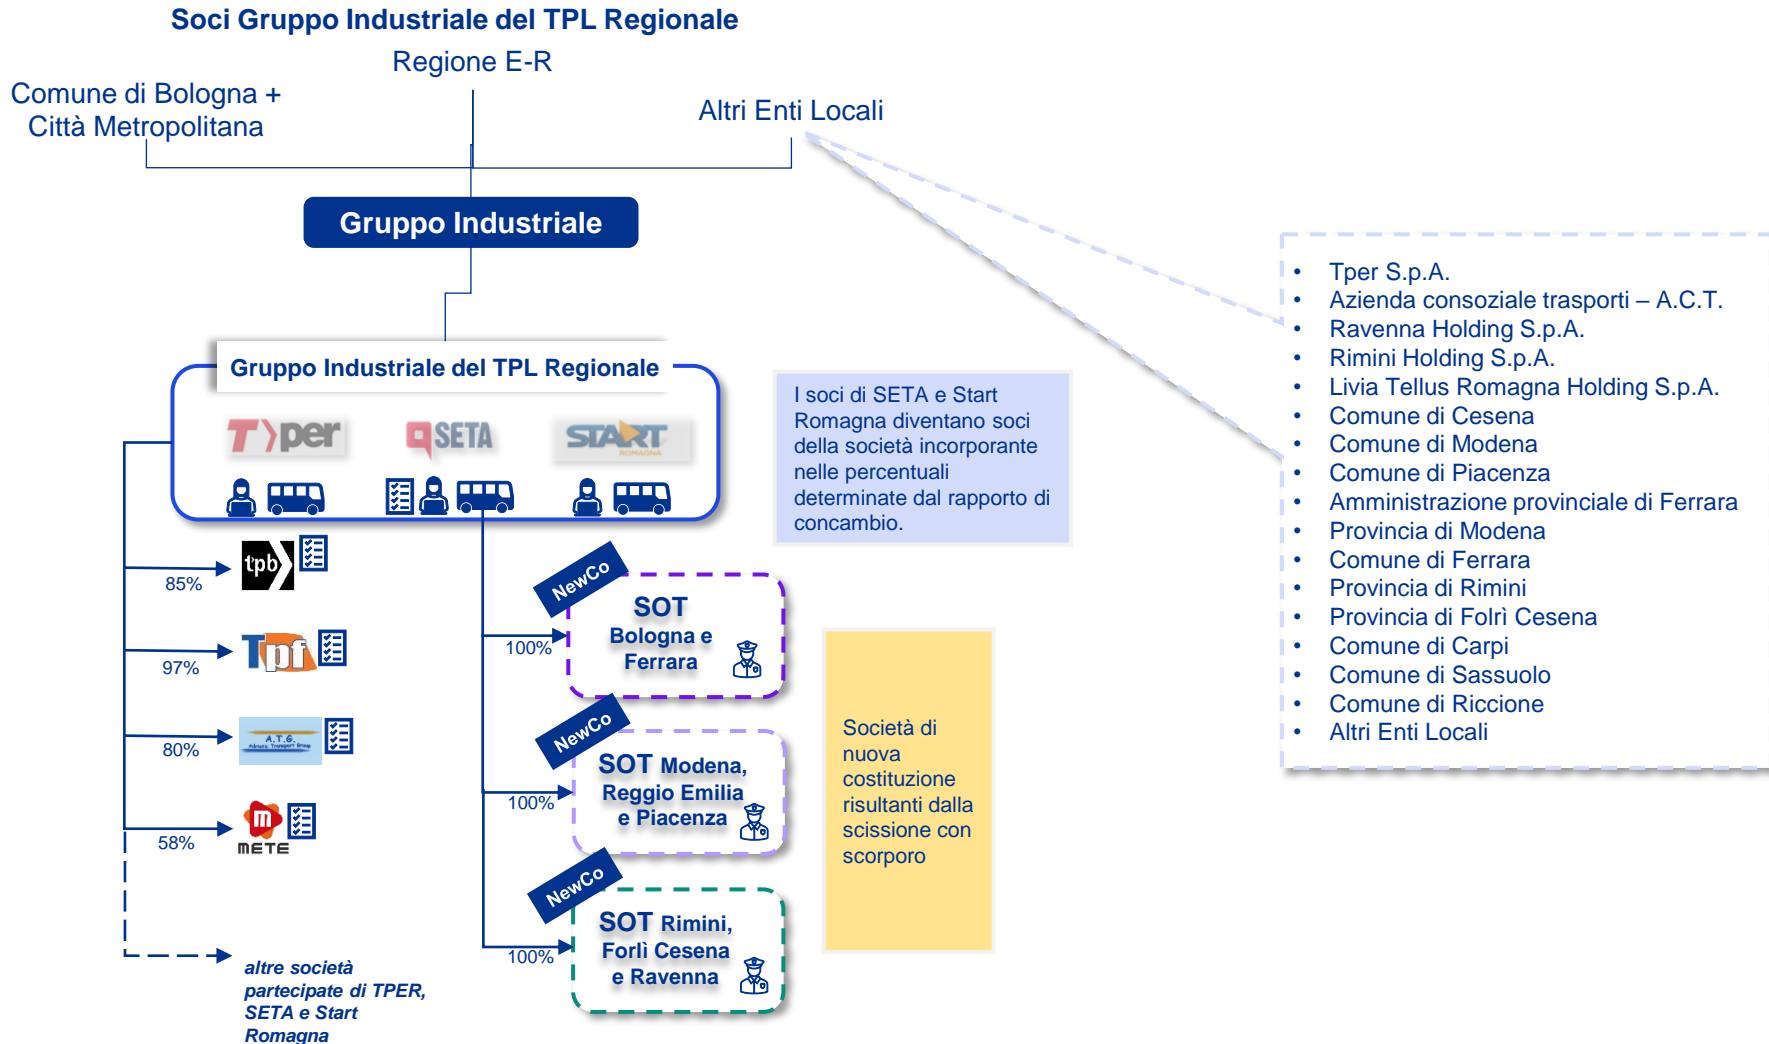 Soci Gruppo Industriale del TPL Regionale
Regione E-R
Comune di Bologna +
Città Metropolitana
Altri Enti Locali
Gruppo Industriale
Gruppo Industriale del TPL Regionale
T>per
SETA
START
ROMAGNA
I soci di SETA e Start
Romagna diventano soci
della società incorporante
nelle percentuali
determinate dal rapporto di
concambio.
• Tper S.p.A.
• Azienda consoziale trasporti – A.C.T.
• Ravenna Holding S.p.A.
• Rimini Holding S.p.A.
• Livia Tellus Romagna Holding S.p.A.
• Comune di Cesena
• Comune di Modena
• Comune di Piacenza
• Amministrazione provinciale di Ferrara
• Provincia di Modena
• Comune di Ferrara
• Provincia di Rimini
• Provincia di Folrì Cesena
• Comune di Carpi
• Comune di Sassuolo
• Comune di Riccione
• Altri Enti Locali
tpb
85%
Tpf
97%
A.T.G.
Adriatic Transport Group
80%
m
METE
58%
altre società
partecipate di TPER,
SETA e Start
Romagna
NewCo
SOT
Bologna e
Ferrara
100%
NewCo
SOT Modena,
Reggio Emilia
e Piacenza
100%
NewCo
SOT Rimini,
Forlì Cesena
e Ravenna
100%
Società di
nuova
costituzione
risultanti dalla
scissione con
scorporo